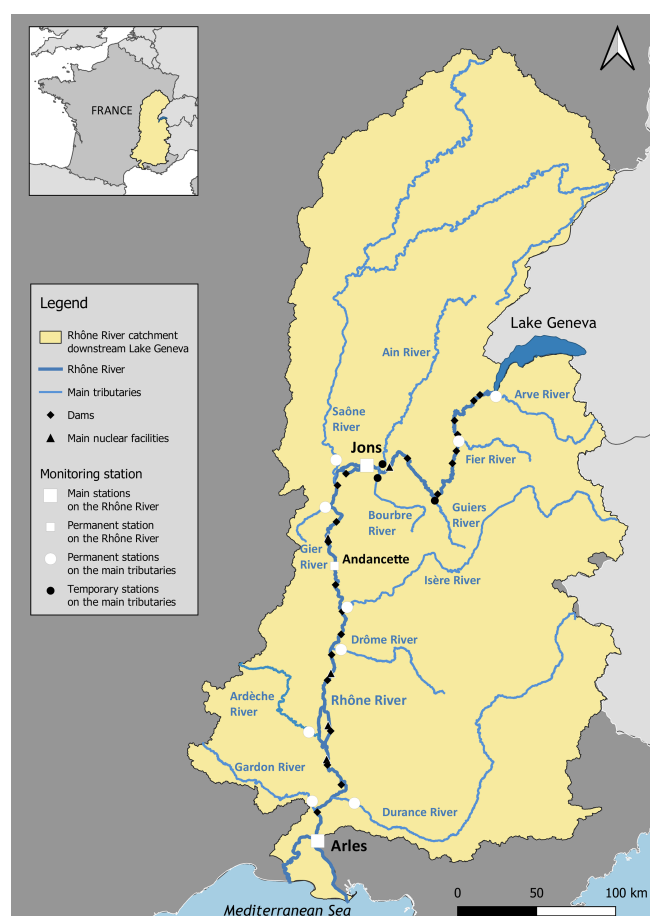 FRANCE
Legend
Rhône River catchment
downstream Lake Geneva
Rhône River
Main tributaries
Dams
Main nuclear facilities
Monitoring station
Main stations
on the Rhône River
Permanent station
on the Rhône River
Permanent stations
on the main tributaries
Temporary stations
on the main tributaries
Lake Geneva
Ain River
Arve River
Saône
River
Jons
Fier River
Bourbre
River
Guiers
River
Gier
River
Andancette
Isère River
Drôme River
Ardèche
River
Rhône River
Gardon River
Durance River
Arles
0 50 100 km
Mediterranean Sea